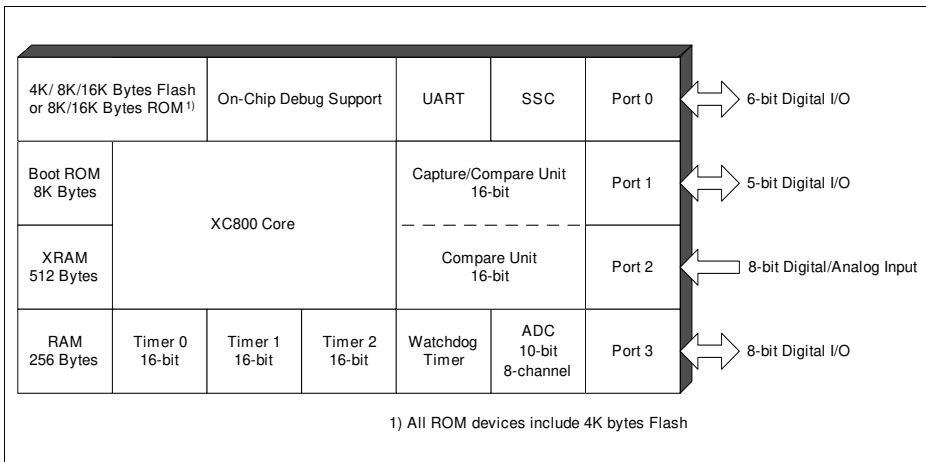 4K/ 8K/16K Bytes Flash
or 8K/16K Bytes ROM1)
On-Chip Debug Support
UART
SSC
Port 0
6-bit Digital I/O
Boot ROM
8K Bytes
XC800 Core
Capture/Compare Unit
16-bit
Port 1
5-bit Digital I/O
XRAM
512 Bytes
Compare Unit
16-bit
Port 2
8-bit Digital/Analog Input
RAM
256 Bytes
Timer 0
16-bit
Timer 1
16-bit
Timer 2
16-bit
Watchdog
Timer
ADC
10-bit
8-channel
Port 3
8-bit Digital I/O
1) All ROM devices include 4K bytes Flash